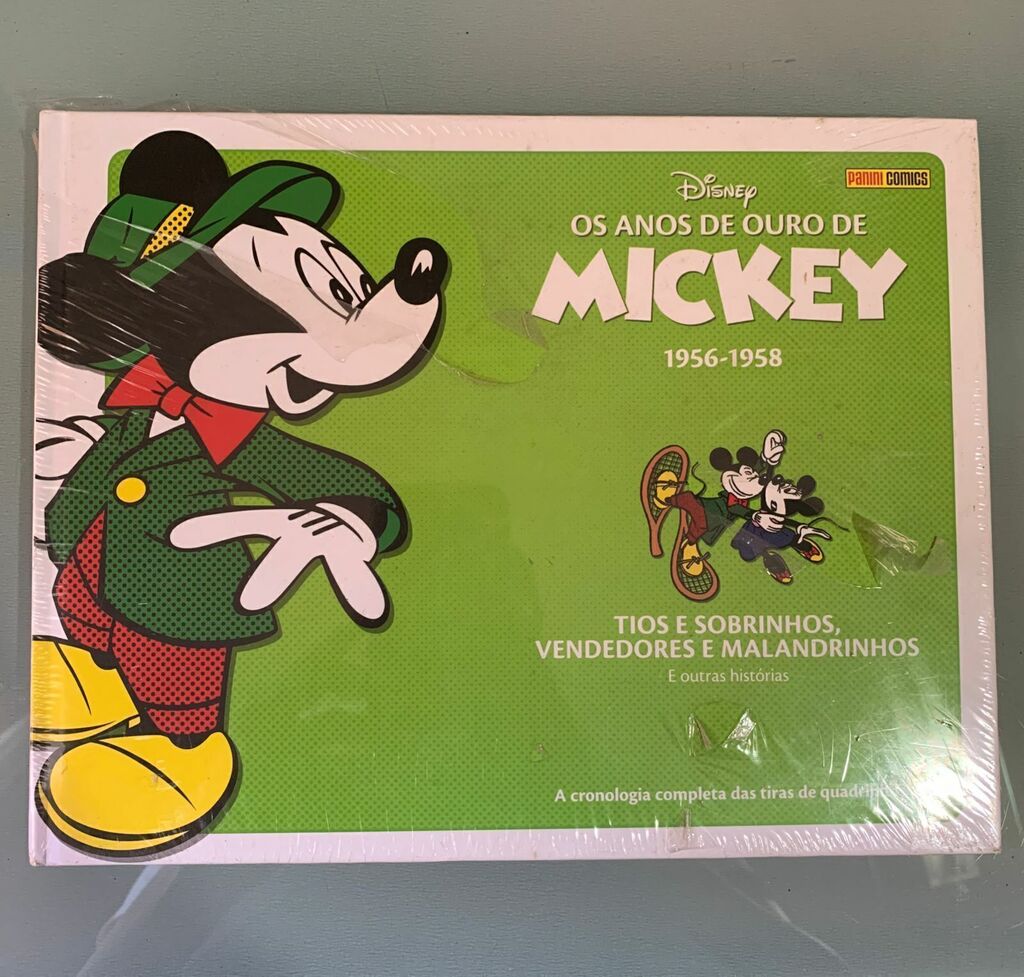 Disney
PANINI COMICS
OS ANOS DE OURO DE
MICKEY
1956-1958
TIOS E SOBRINHOS,
VENDEDORES E MALANDRINHOS
E outras histórias
A cronologia completa das tiras de